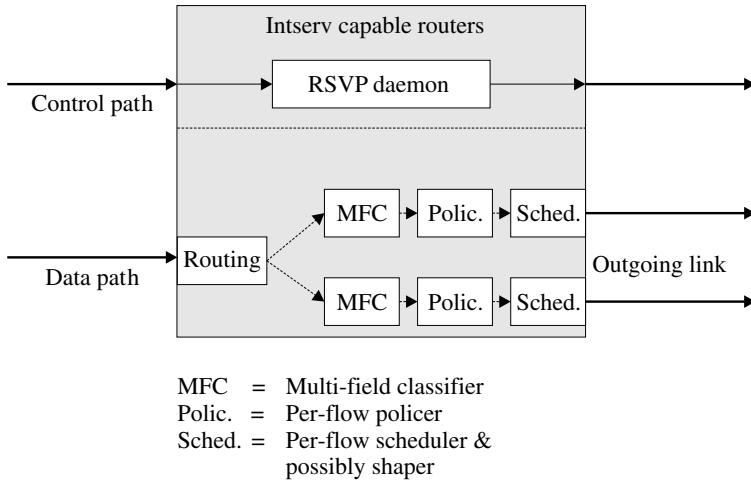 Intserv capable routers
RSVP daemon
Control path
MFC Polic. Sched.
Routing
Data path
Outgoing link
MFC Polic. Sched.
MFC = Multi-field classifier
Polic. = Per-flow policer
Sched. = Per-flow scheduler &
possibly shaper